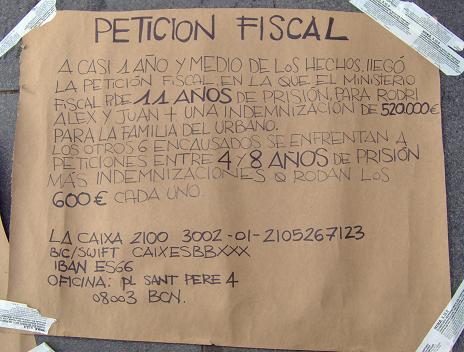 PETICION FISCAL
A CASI 1 AÑO Y MEDIO DE LOS HECHOS, LLEGÓ
LA PETICIÓN FISCAL, EN LA QUE EL MINISTERIO
FISCAL PIDE 11 AÑOS DE PRISIÓN, PARA RODRI
ALEX Y JUAN + UNA INDEMNIZACIÓN DE 520.000€
PARA LA FAMILIA DEL URBANO.
LOS OTROS 6 ENCAUSADOS SE ENFRENTAN A
PETICIONES ENTRE 4 Y 8 AÑOS DE PRISIÓN
MÁS INDEMNIZACIONES Q RODAN LOS
600€ CADA UNO.
LA CAIXA 2100 3002-01-2105267123
BIC/SWIFT CAIXESBBXXX
IBAN ES66
OFICINA: PL SANT PERE 4
08003 BCN.